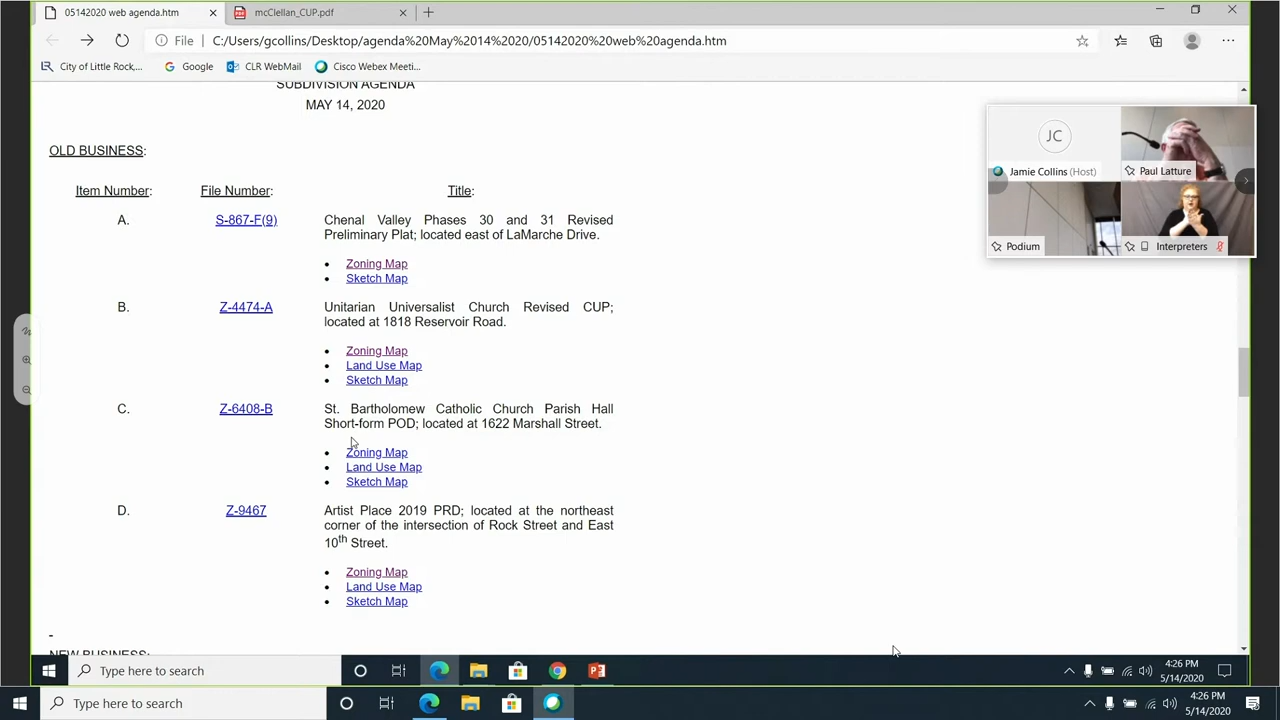 05142020 web agenda.htm
mcClellan_CUP.pdf
File
C:/Users/gcollins/Desktop/agenda%20May%2014%2020/05142020%20web%20agenda.htm
City of Little Rock,...
Google
CLR WebMail
Cisco Webex Meeti...
SUBDIVISION AGENDA
MAY 14, 2020
OLD BUSINESS:
Item Number: File Number: Title:
A. S-867-F(9) Chenal Valley Phases 30 and 31 Revised
Preliminary Plat; located east of LaMarche Drive.
• Zoning Map
• Sketch Map
B. Z-4474-A Unitarian Universalist Church Revised CUP;
located at 1818 Reservoir Road.
• Zoning Map
• Land Use Map
• Sketch Map
C. Z-6408-B St. Bartholomew Catholic Church Parish Hall
Short-form POD; located at 1622 Marshall Street.
• Zoning Map
• Land Use Map
• Sketch Map
D. Z-9467 Artist Place 2019 PRD; located at the northeast
corner of the intersection of Rock Street and East
10th Street.
• Zoning Map
• Land Use Map
• Sketch Map
-
NEW BUSINESS:
JC
Jamie Collins (Host)
Paul Latture
Podium
Interpreters
Type here to search
4:26 PM
5/14/2020
Type here to search
4:26 PM
5/14/2020